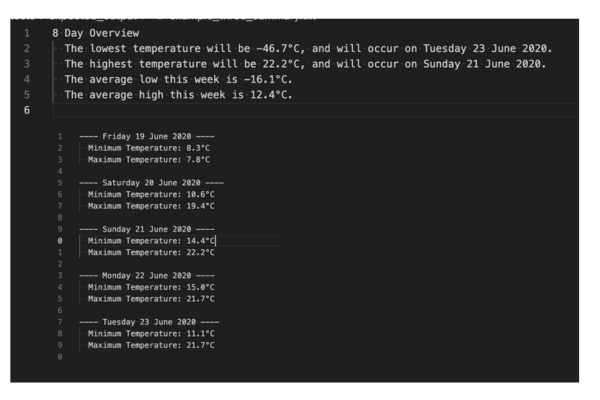 1 8 Day Overview
2 The lowest temperature will be -46.7°C, and will occur on Tuesday 23 June 2020.
3 The highest temperature will be 22.2°C, and will occur on Sunday 21 June 2020.
4 The average low this week is -16.1°C.
5 The average high this week is 12.4°C.
6
1 ---- Friday 19 June 2020 ----
2 Minimum Temperature: 8.3°C
3 Maximum Temperature: 7.8°C
4
5 ---- Saturday 20 June 2020 ----
6 Minimum Temperature: 10.6°C
7 Maximum Temperature: 19.4°C
8
9 ---- Sunday 21 June 2020 ----
0 Minimum Temperature: 14.4°C
1 Maximum Temperature: 22.2°C
2
3 ---- Monday 22 June 2020 ----
4 Minimum Temperature: 15.0°C
5 Maximum Temperature: 21.7°C
6
7 ---- Tuesday 23 June 2020 ----
8 Minimum Temperature: 11.1°C
9 Maximum Temperature: 21.7°C
0